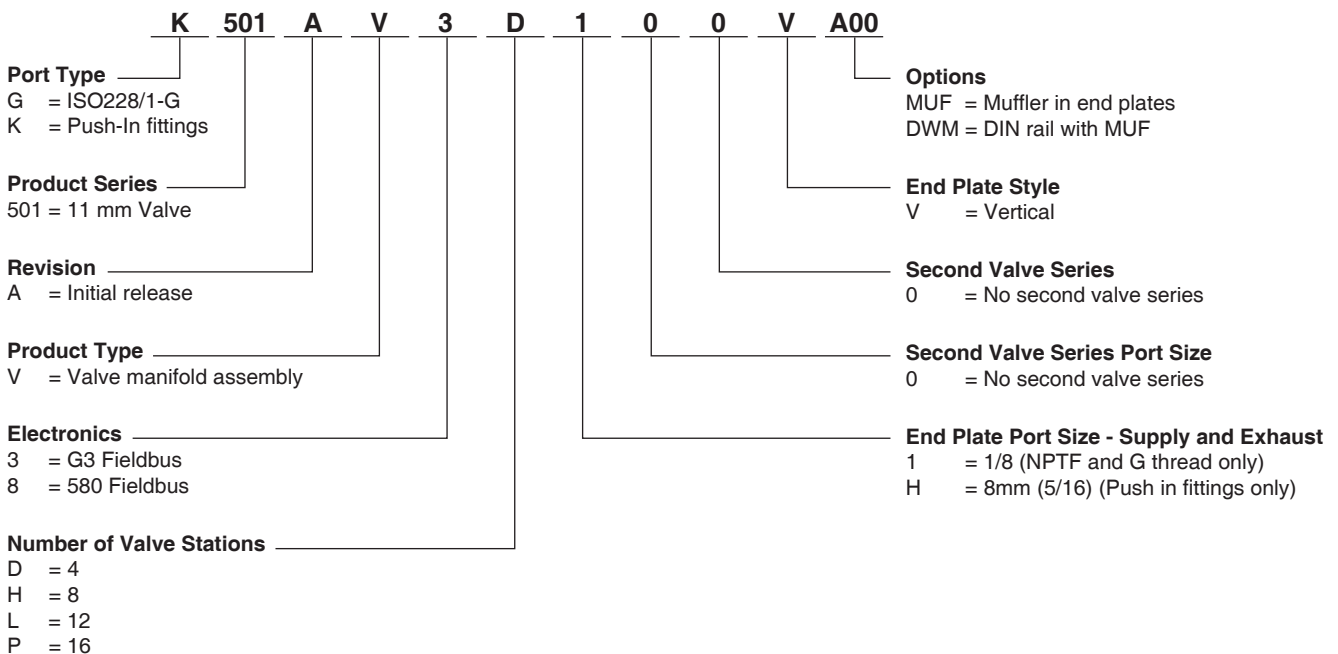 K 501 A V 3 D 1 0 0 V A00
Port Type
G = ISO228/1-G
K = Push-In fittings
Product Series
501 = 11 mm Valve
Revision
A = Initial release
Product Type
V = Valve manifold assembly
Electronics
3 = G3 Fieldbus
8 = 580 Fieldbus
Number of Valve Stations
D = 4
H = 8
L = 12
P = 16
Options
MUF = Muffler in end plates
DWM = DIN rail with MUF
End Plate Style
V = Vertical
Second Valve Series
0 = No second valve series
Second Valve Series Port Size
0 = No second valve series
End Plate Port Size - Supply and Exhaust
1 = 1/8 (NPTF and G thread only)
H = 8mm (5/16) (Push in fittings only)